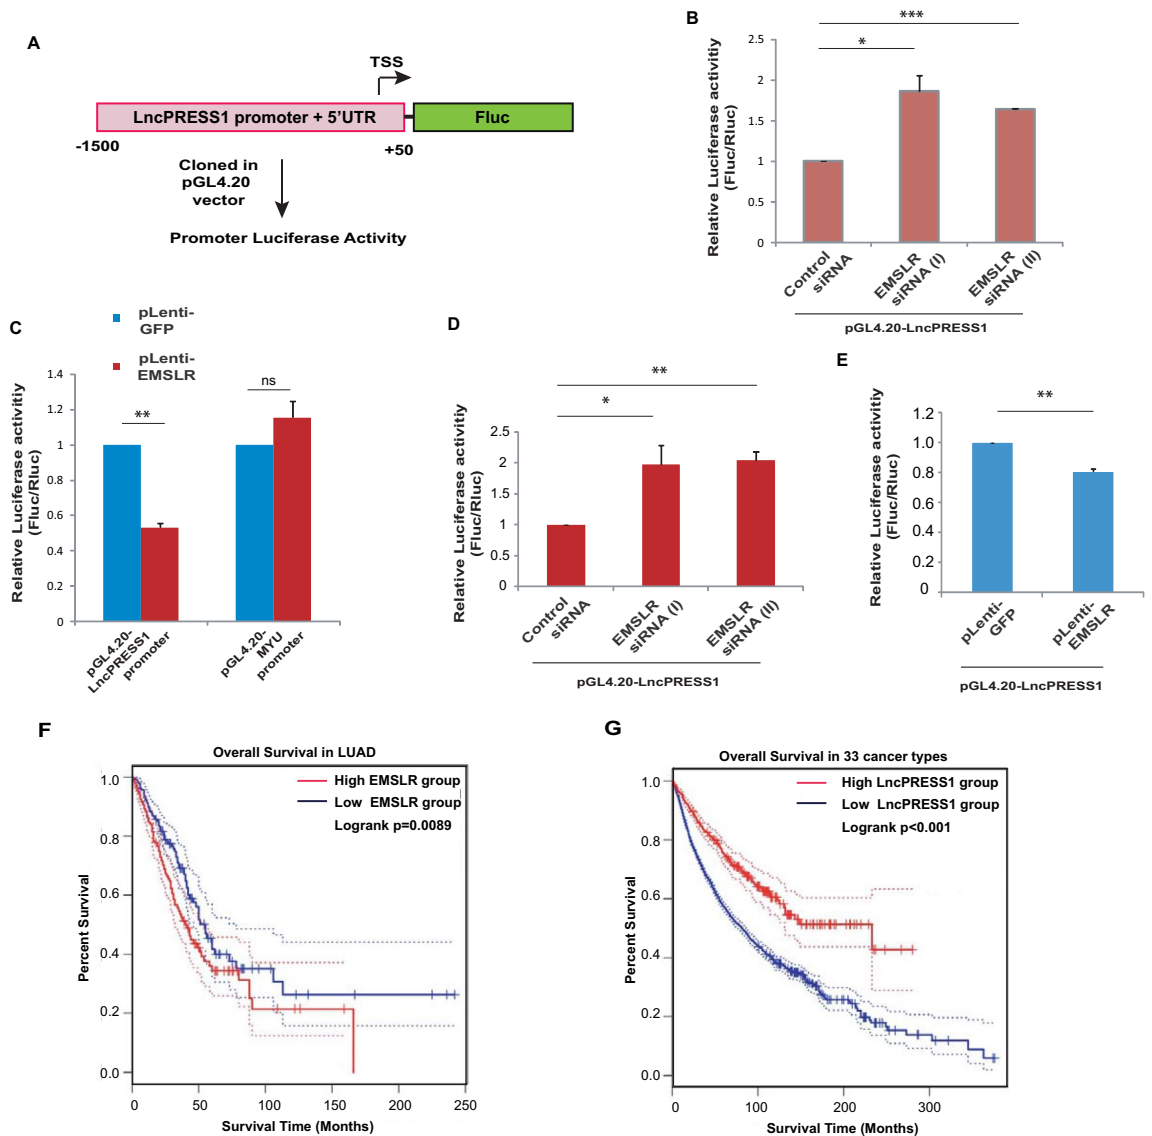 A
TSS
LncPRESS1 promoter + 5'UTR
Fluc
-1500
+50
Cloned in
pGL4.20
vector
Promoter Luciferase Activity
B
***
*
Relative Luciferase activitiy
(Fluc/Rluc)
2.5
2
1.5
1
0.5
0
Control
siRNA
EMSLR
siRNA (I)
EMSLR
siRNA (II)
pGL4.20-LncPRESS1
C
pLenti-
GFP
pLenti-
EMSLR
Relative Luciferase activitiy
(Fluc/Rluc)
1.4
1.2
1
0.8
0.6
0.4
0.2
0
**
ns
pGL4.20-
LncPRESS1
promoter
pGL4.20-
MYU
promoter
D
**
*
Relative Luciferase activitiy
(Fluc/Rluc)
2.5
2
1.5
1
0.5
0
Control
siRNA
EMSLR
siRNA (I)
EMSLR
siRNA (II)
pGL4.20-LncPRESS1
E
**
Relative Luciferase activitiy
(Fluc/Rluc)
1.2
1.0
0.8
0.6
0.4
0.2
0
pLenti-
GFP
pLenti-
EMSLR
pGL4.20-LncPRESS1
F
Overall Survival in LUAD
High EMSLR group
Low EMSLR group
Logrank p=0.0089
Percent Survival
1.0
0.8
0.6
0.4
0.2
0.0
0 50 100 150 200 250
Survival Time (Months)
G
Overall Survival in 33 cancer types
High LncPRESS1 group
Low LncPRESS1 group
Logrank p<0.001
Percent Survival
1.0
0.8
0.6
0.4
0.2
0.0
0 100 200 300
Survival Time (Months)